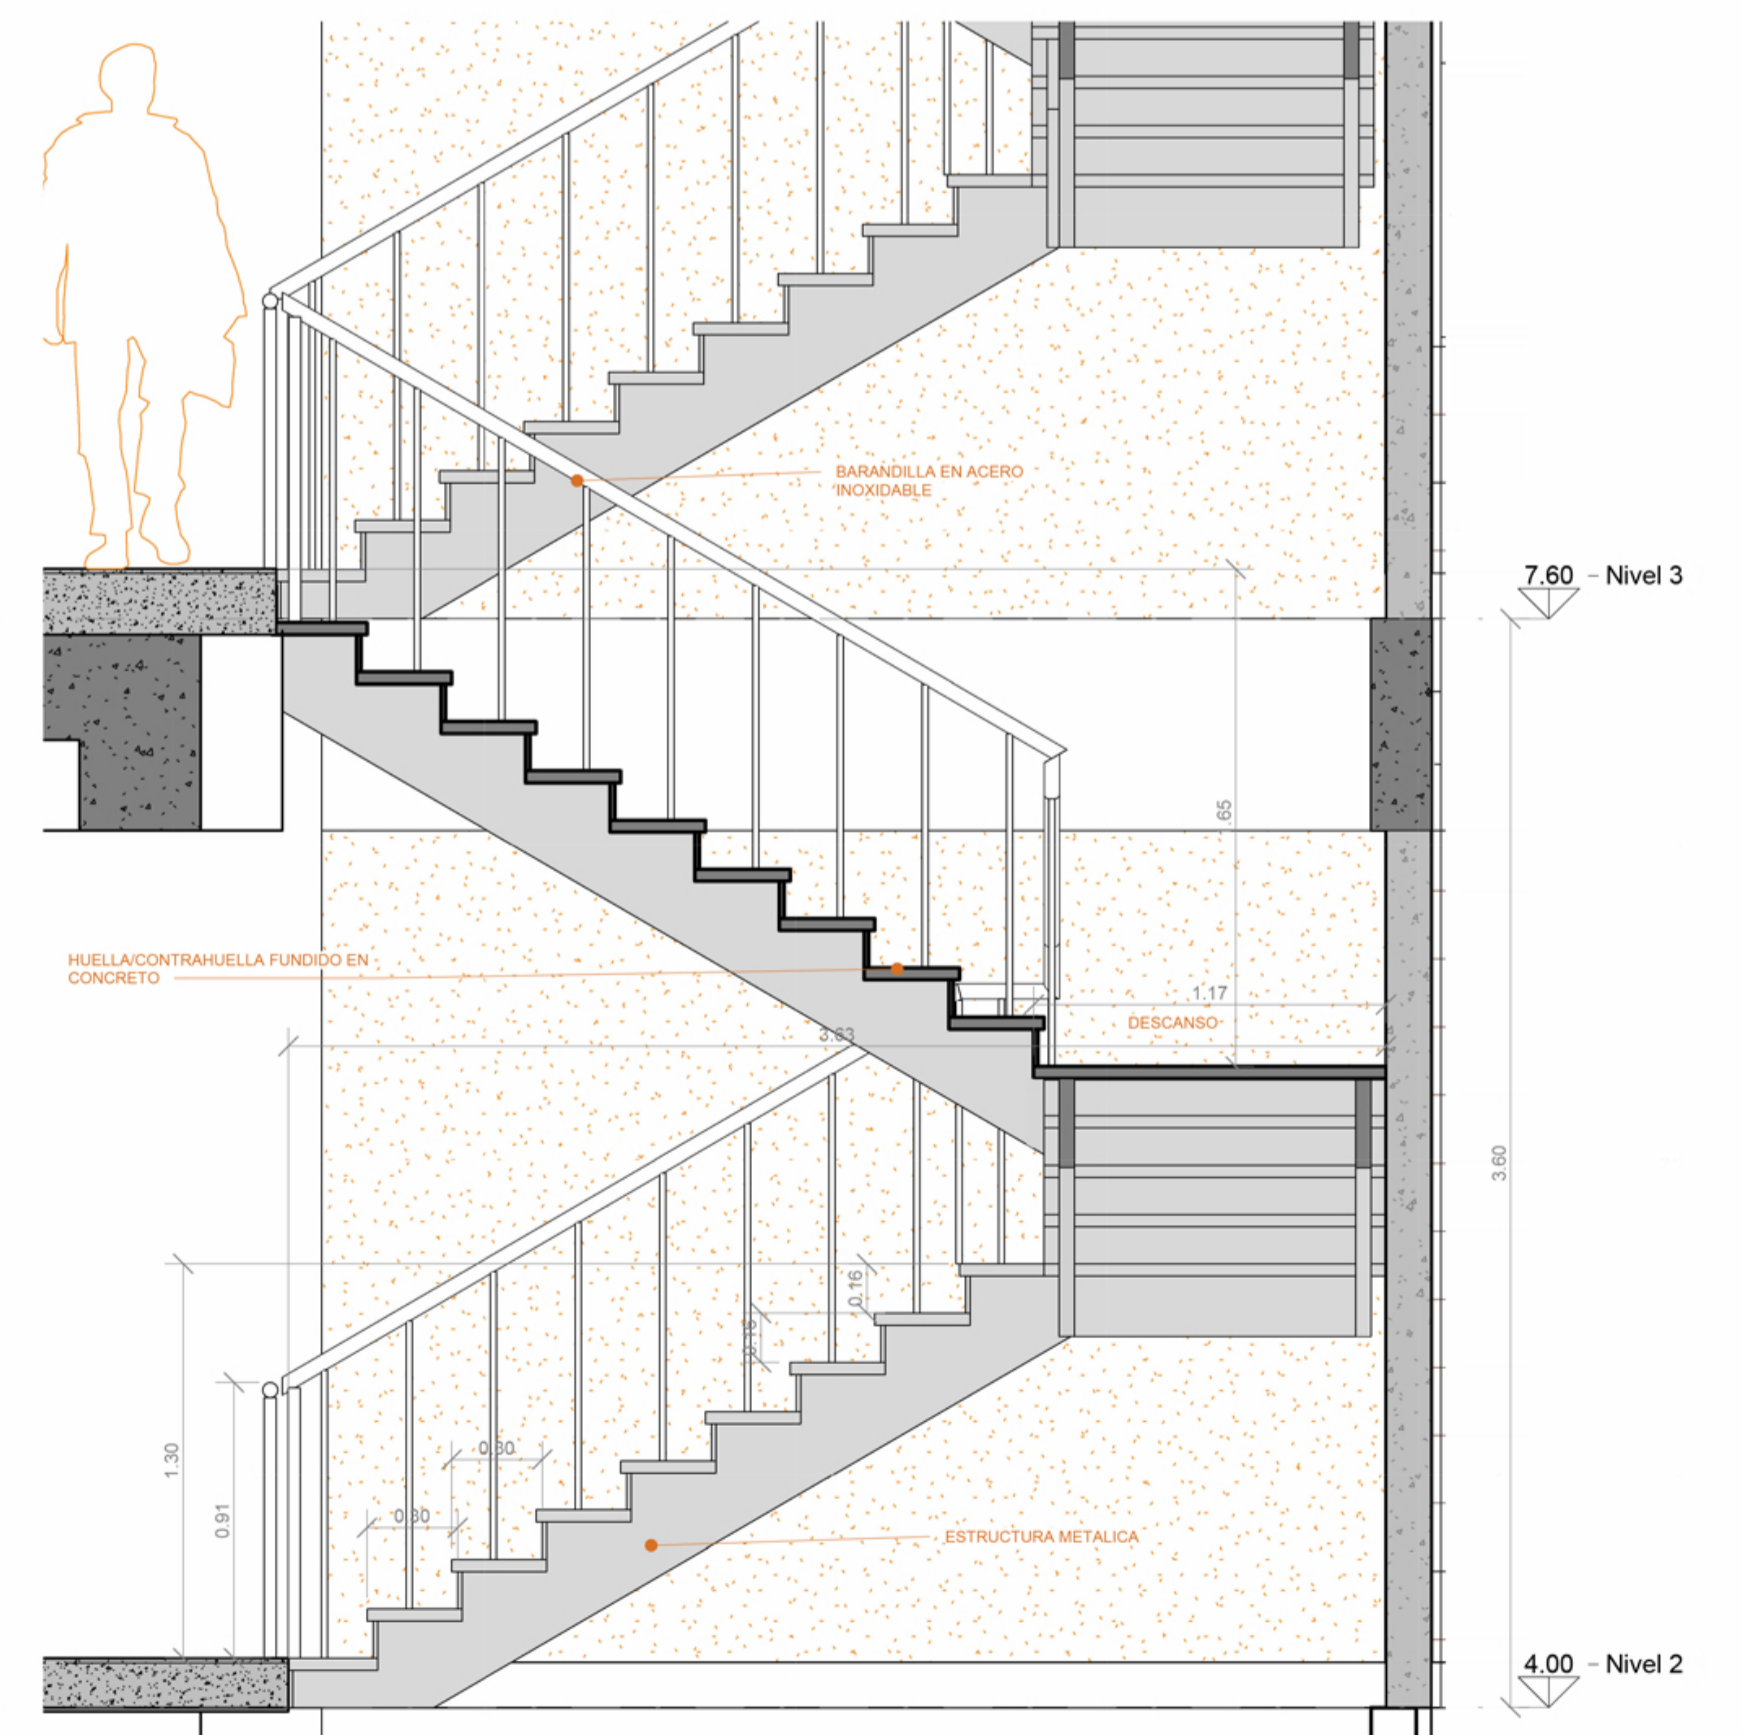 BARANDILLA EN ACERO
INOXIDABLE
7.60 - Nivel 3
.65
HUELLA/CONTRAHUELLA FUNDIDO EN
CONCRETO
1.17
DESCANSO
3.63
3.60
0.16
0.16
1.30
0.30
0.91
0.30
ESTRUCTURA METALICA
4.00 - Nivel 2